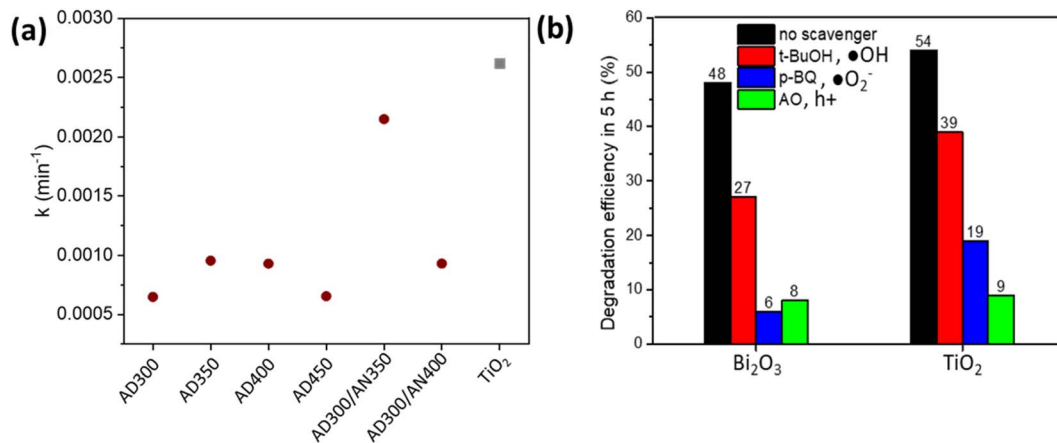 (a)
0.0030
0.0025
0.0020
0.0015
0.0010
0.0005
k (min⁻¹)
AD300
AD350
AD400
AD450
AD300/AN350
AD300/AN400
TiO₂
(b)
60
50
40
30
20
10
0
Degradation efficiency in 5 h (%)
no scavenger
t-BuOH, ●OH
p-BQ, ●O₂⁻
AO, h+
48
27
6
8
54
39
19
9
Bi₂O₃
TiO₂